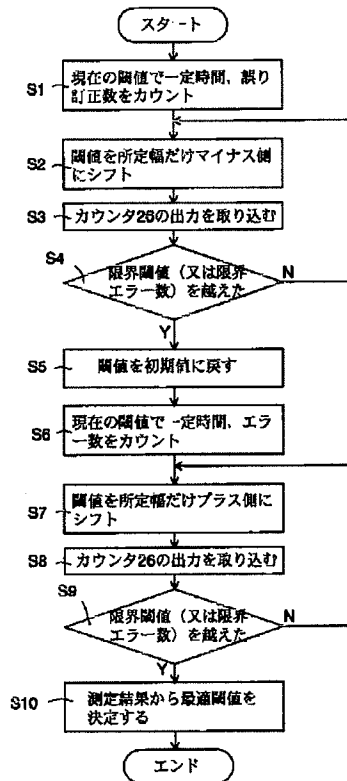 スタート
S1
現在の閾値で一定時間、誤り
訂正数をカウント
S2
閾値を所定幅だけマイナス側
にシフト
S3
カウンタ26の出力を取り込む
S4
限界閾値(又は限界
エラー数)を越えた
N
Y
S5
閾値を初期値に戻す
S6
現在の閾値で一定時間、エラ
ー数をカウント
S7
閾値を所定幅だけプラス側に
シフト
S8
カウンタ26の出力を取り込む
S9
限界閾値(又は限界
エラー数)を越えた
N
Y
S10
測定結果から最適閾値を
決定する
エンド